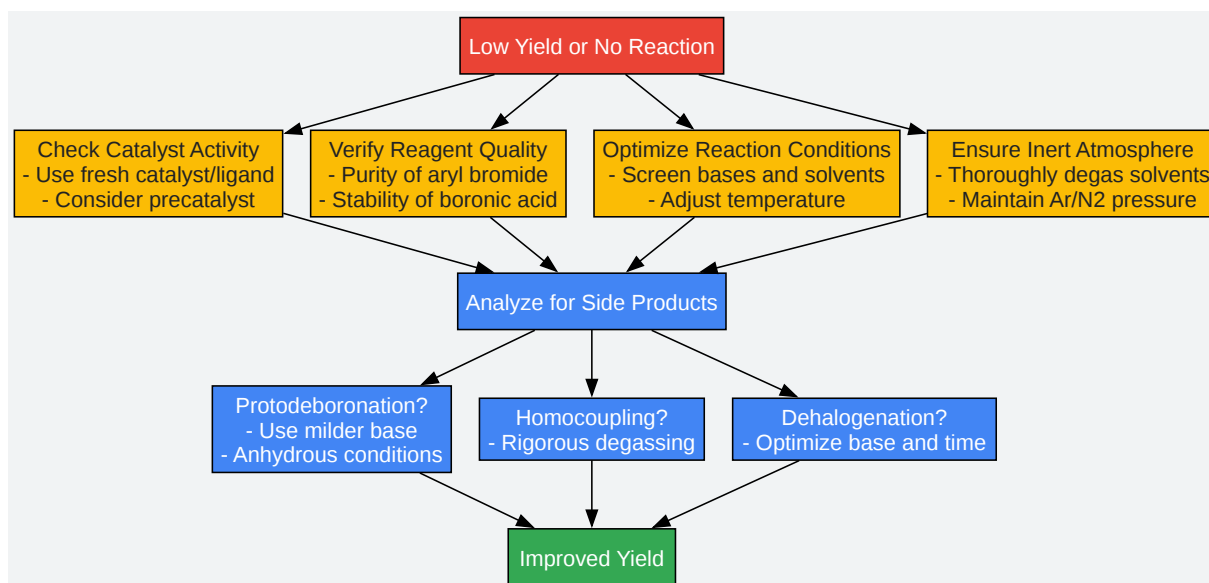 Low Yield or No Reaction
Check Catalyst Activity
- Use fresh catalyst/ligand
- Consider precatalyst
Verify Reagent Quality
- Purity of aryl bromide
- Stability of boronic acid
Optimize Reaction Conditions
- Screen bases and solvents
- Adjust temperature
Ensure Inert Atmosphere
- Thoroughly degas solvents
- Maintain Ar/N2 pressure
Analyze for Side Products
Protodeboronation?
- Use milder base
- Anhydrous conditions
Homocoupling?
- Rigorous degassing
Dehalogenation?
- Optimize base and time
Improved Yield